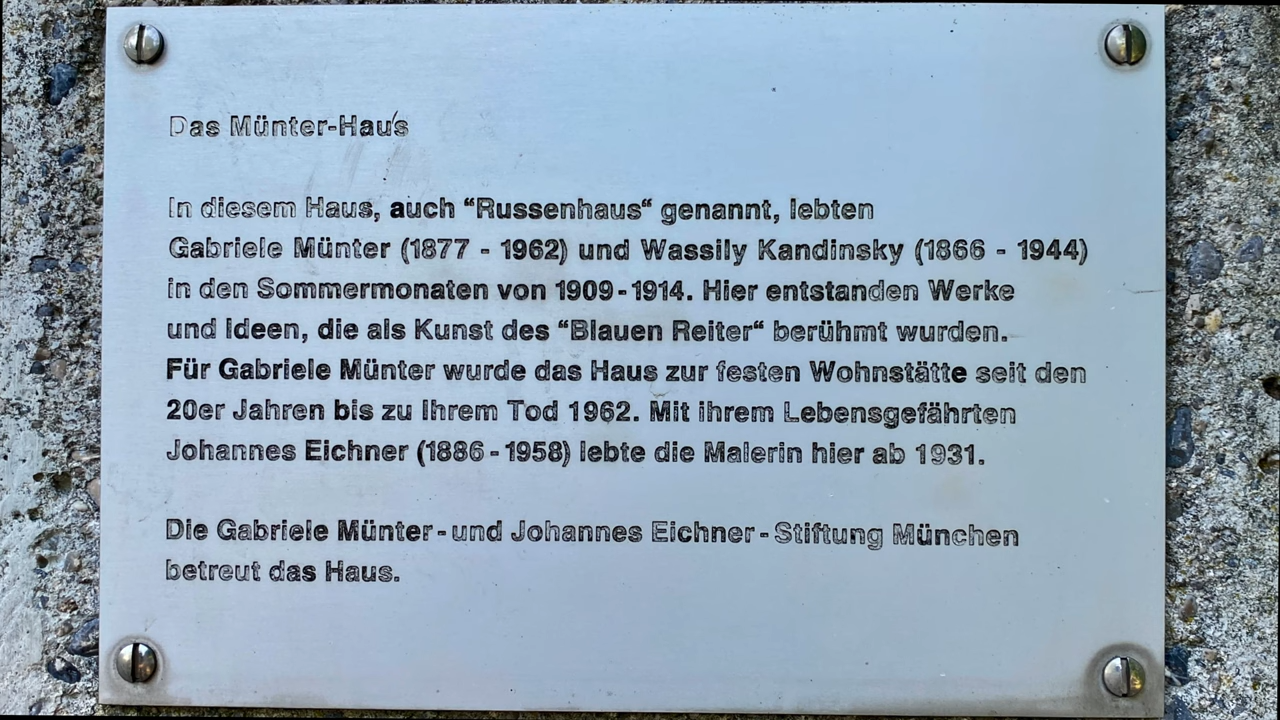 Das Münter-Haus
In diesem Haus, auch “Russenhaus“ genannt, lebten
Gabriele Münter (1877 - 1962) und Wassily Kandinsky (1866 - 1944)
in den Sommermonaten von 1909-1914. Hier entstanden Werke
und Ideen, die als Kunst des “Blauen Reiter“ berühmt wurden.
Für Gabriele Münter wurde das Haus zur festen Wohnstätte seit den
20er Jahren bis zu Ihrem Tod 1962. Mit ihrem Lebensgefährten
Johannes Eichner (1886-1958) lebte die Malerin hier ab 1931.
Die Gabriele Münter-und Johannes Eichner-Stiftung München
betreut das Haus.